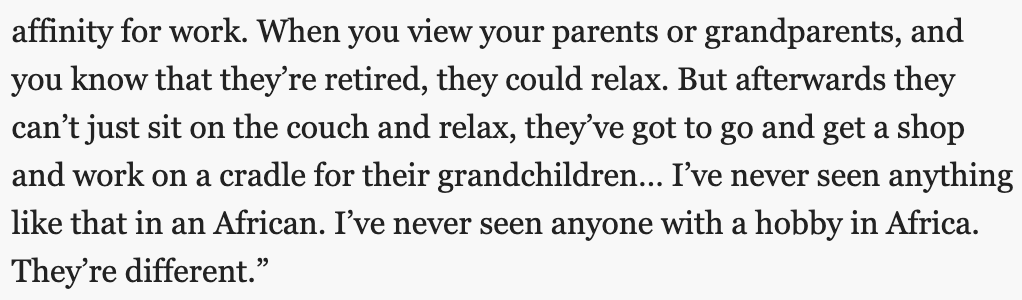 affinity for work. When you view your parents or grandparents, and
you know that they’re retired, they could relax. But afterwards they
can’t just sit on the couch and relax, they’ve got to go and get a shop
and work on a cradle for their grandchildren… I’ve never seen anything
like that in an African. I’ve never seen anyone with a hobby in Africa.
They’re different.”